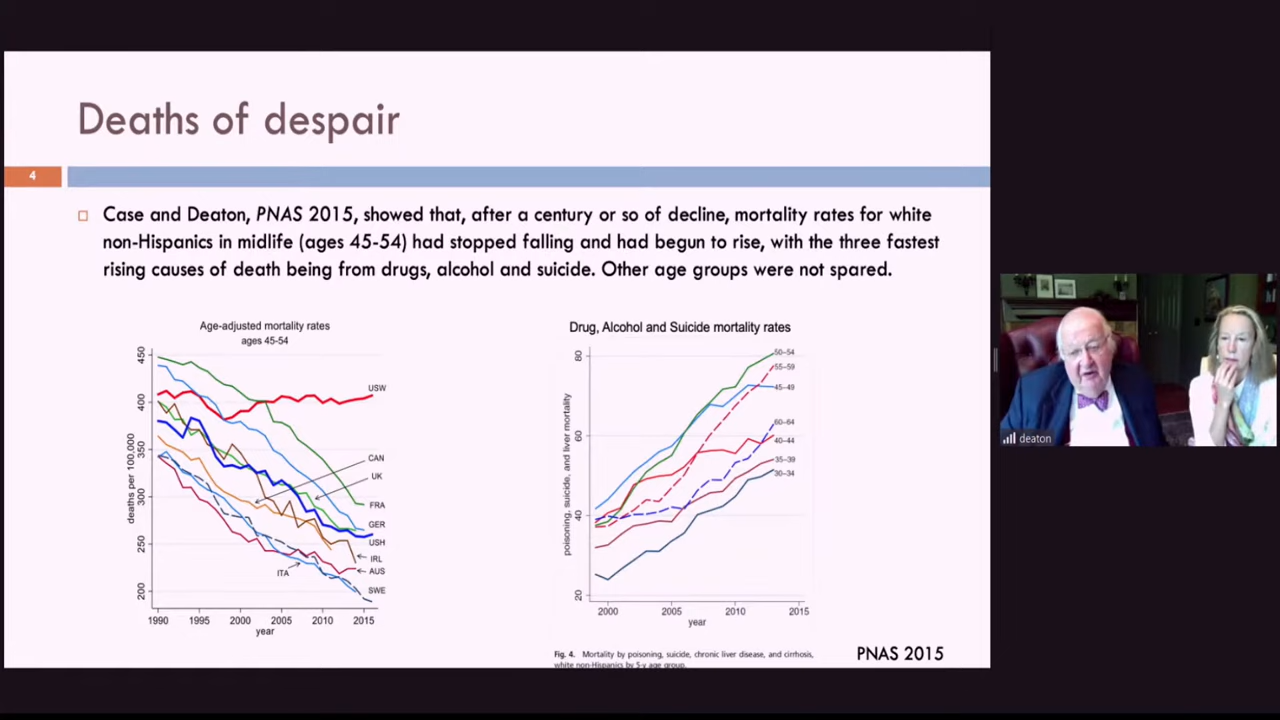 Deaths of despair
4
Case and Deaton, PNAS 2015, showed that, after a century or so of decline, mortality rates for white
non-Hispanics in midlife (ages 45-54) had stopped falling and had begun to rise, with the three fastest
rising causes of death being from drugs, alcohol and suicide. Other age groups were not spared.
Age-adjusted mortality rates
ages 45-54
deaths per 100,000
450
400
350
300
250
200
USW
CAN
UK
FRA
GER
USH
IRL
AUS
ITA
SWE
1990 1995 2000 2005 2010 2015
year
Drug, Alcohol and Suicide mortality rates
poisoning, suicide, and liver mortality
80
60
40
20
50–54
55–59
45–49
60–64
40–44
35–39
30–34
2000 2005 2010 2015
year
Fig. 4. Mortality by poisoning, suicide, chronic liver disease, and cirrhosis,
white non-Hispanics by 5-y age group.
PNAS 2015
deaton